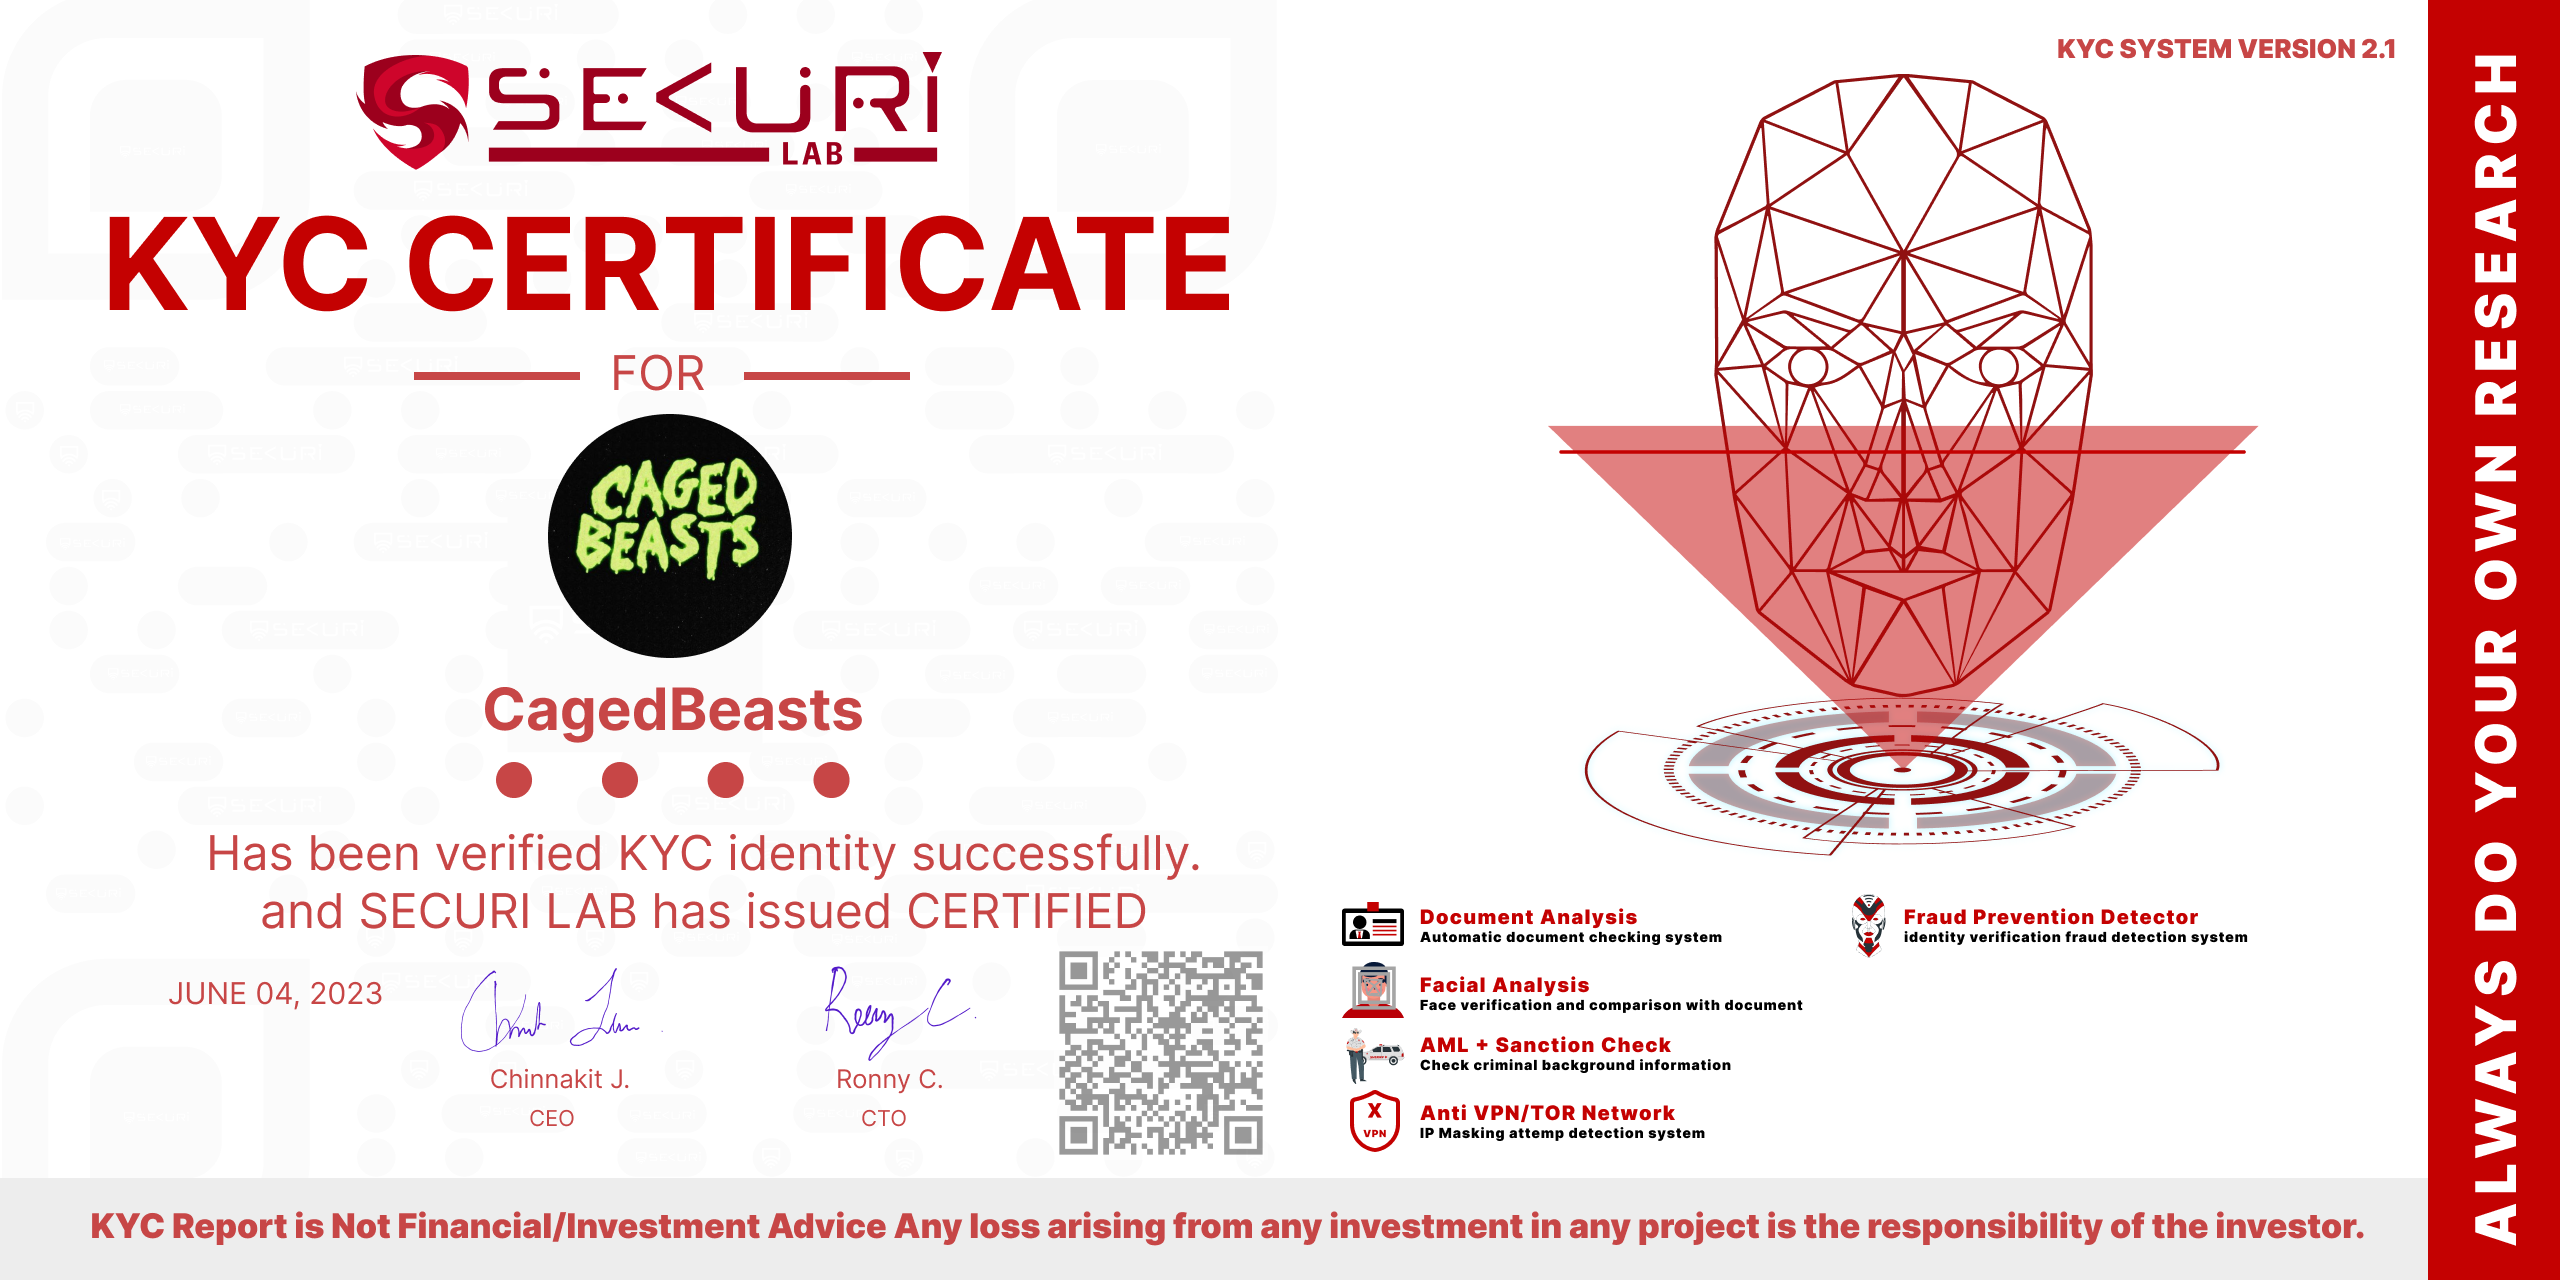 SECURI
LAB
KYC CERTIFICATE
FOR
CAGED
BEASTS
CagedBeasts
Has been verified KYC identity successfully.
and SECURI LAB has issued CERTIFIED
JUNE 04, 2023
Chinnakit J.
CEO
Ronny C.
CTO
KYC SYSTEM VERSION 2.1
Document Analysis
Automatic document checking system
Fraud Prevention Detector
identity verification fraud detection system
Facial Analysis
Face verification and comparison with document
AML + Sanction Check
Check criminal background information
X
VPN
Anti VPN/TOR Network
IP Masking attemp detection system
KYC Report is Not Financial/Investment Advice Any loss arising from any investment in any project is the responsibility of the investor.
ALWAYS DO YOUR OWN RESEARCH